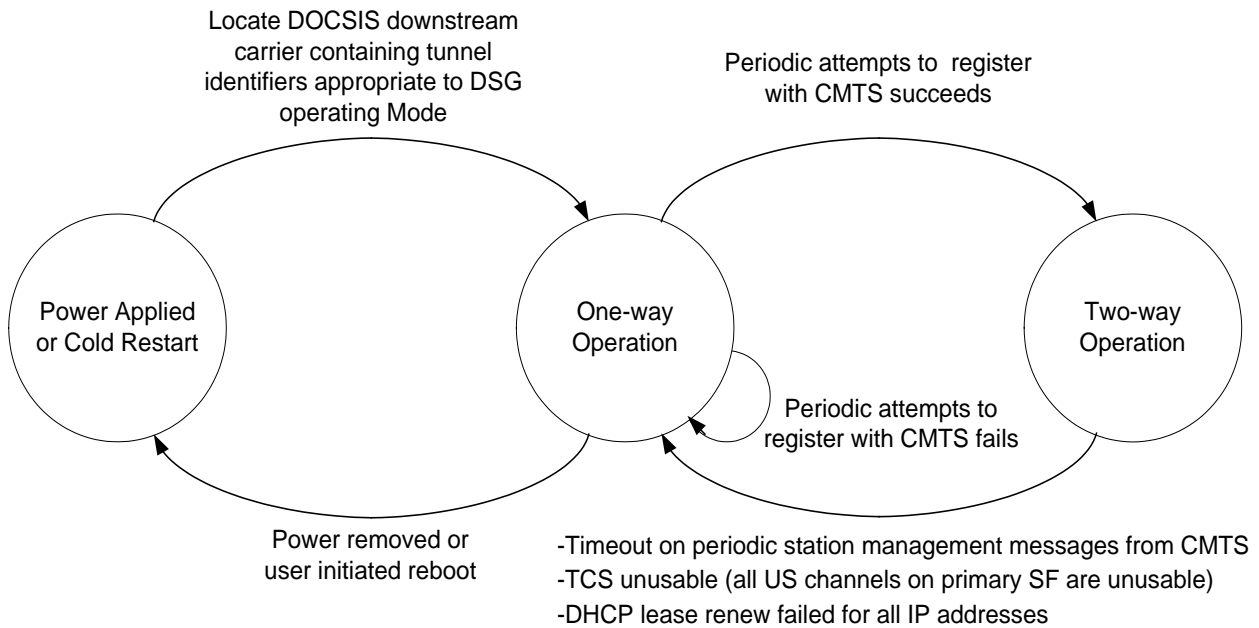 Locate DOCSIS downstream
carrier containing tunnel
identifiers appropriate to DSG
operating Mode
Periodic attempts to register
with CMTS succeeds
Power Applied
or Cold Restart
One-way
Operation
Two-way
Operation
Periodic attempts to
register with CMTS fails
Power removed or
user initiated reboot
-Timeout on periodic station management messages from CMTS
-TCS unusable (all US channels on primary SF are unusable)
-DHCP lease renew failed for all IP addresses